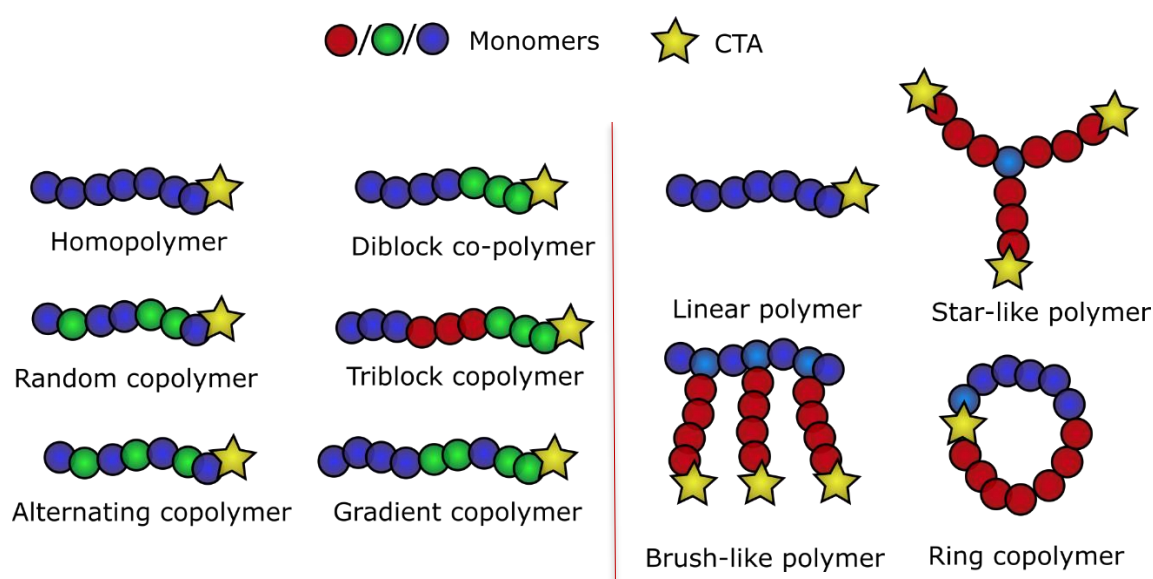 Monomers
CTA
Homopolymer
Diblock co-polymer
Random copolymer
Triblock copolymer
Alternating copolymer
Gradient copolymer
Linear polymer
Star-like polymer
Brush-like polymer
Ring copolymer